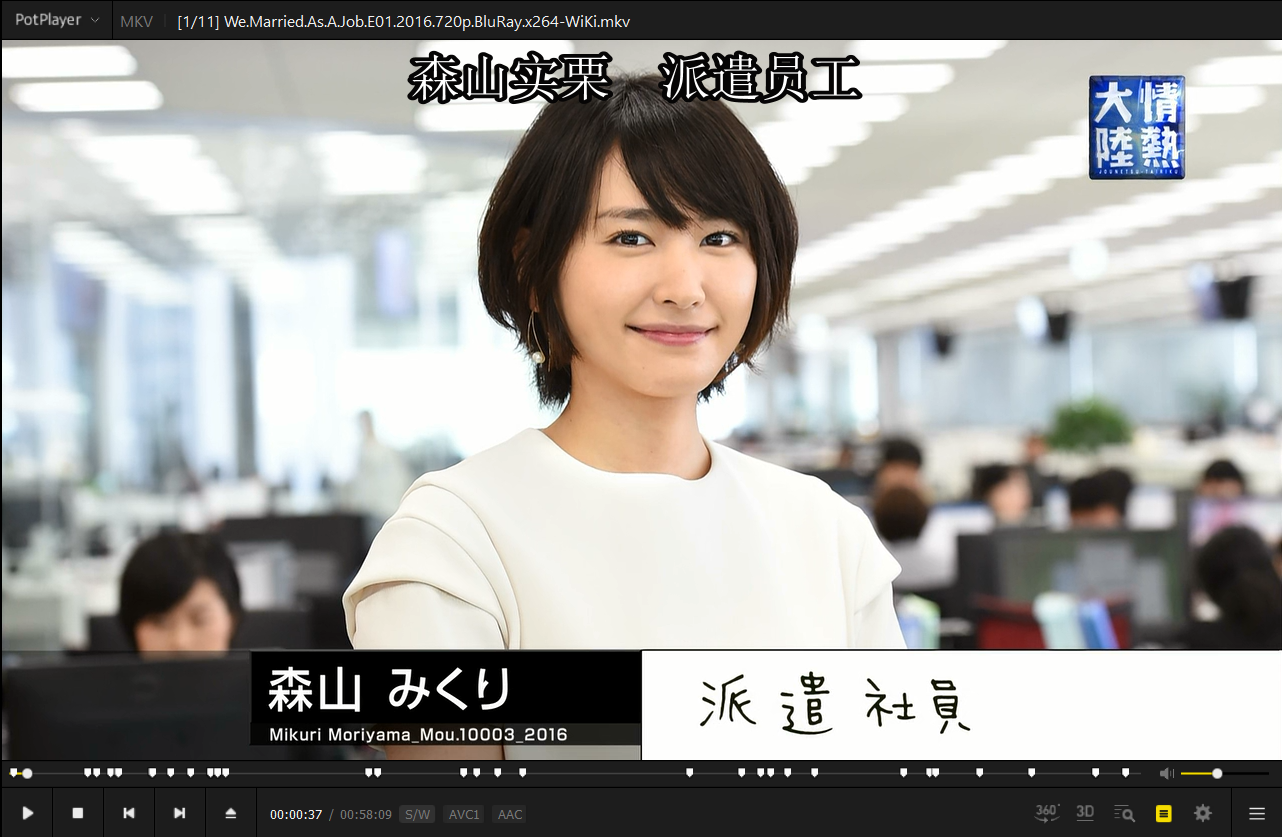 PotPlayer MKV [1/11] We.Married.As.A.Job.E01.2016.720p.BluRay.x264-WiKi.mkv
森山实栗 派遣员工
情熱
大陸
JOUNETSU-TAIRIKU
森山 みくり
Mikuri Moriyama_Mou.10003_2016
派遣社員
00:00:37 / 00:58:09 S/W AVC1 AAC
360° 3D